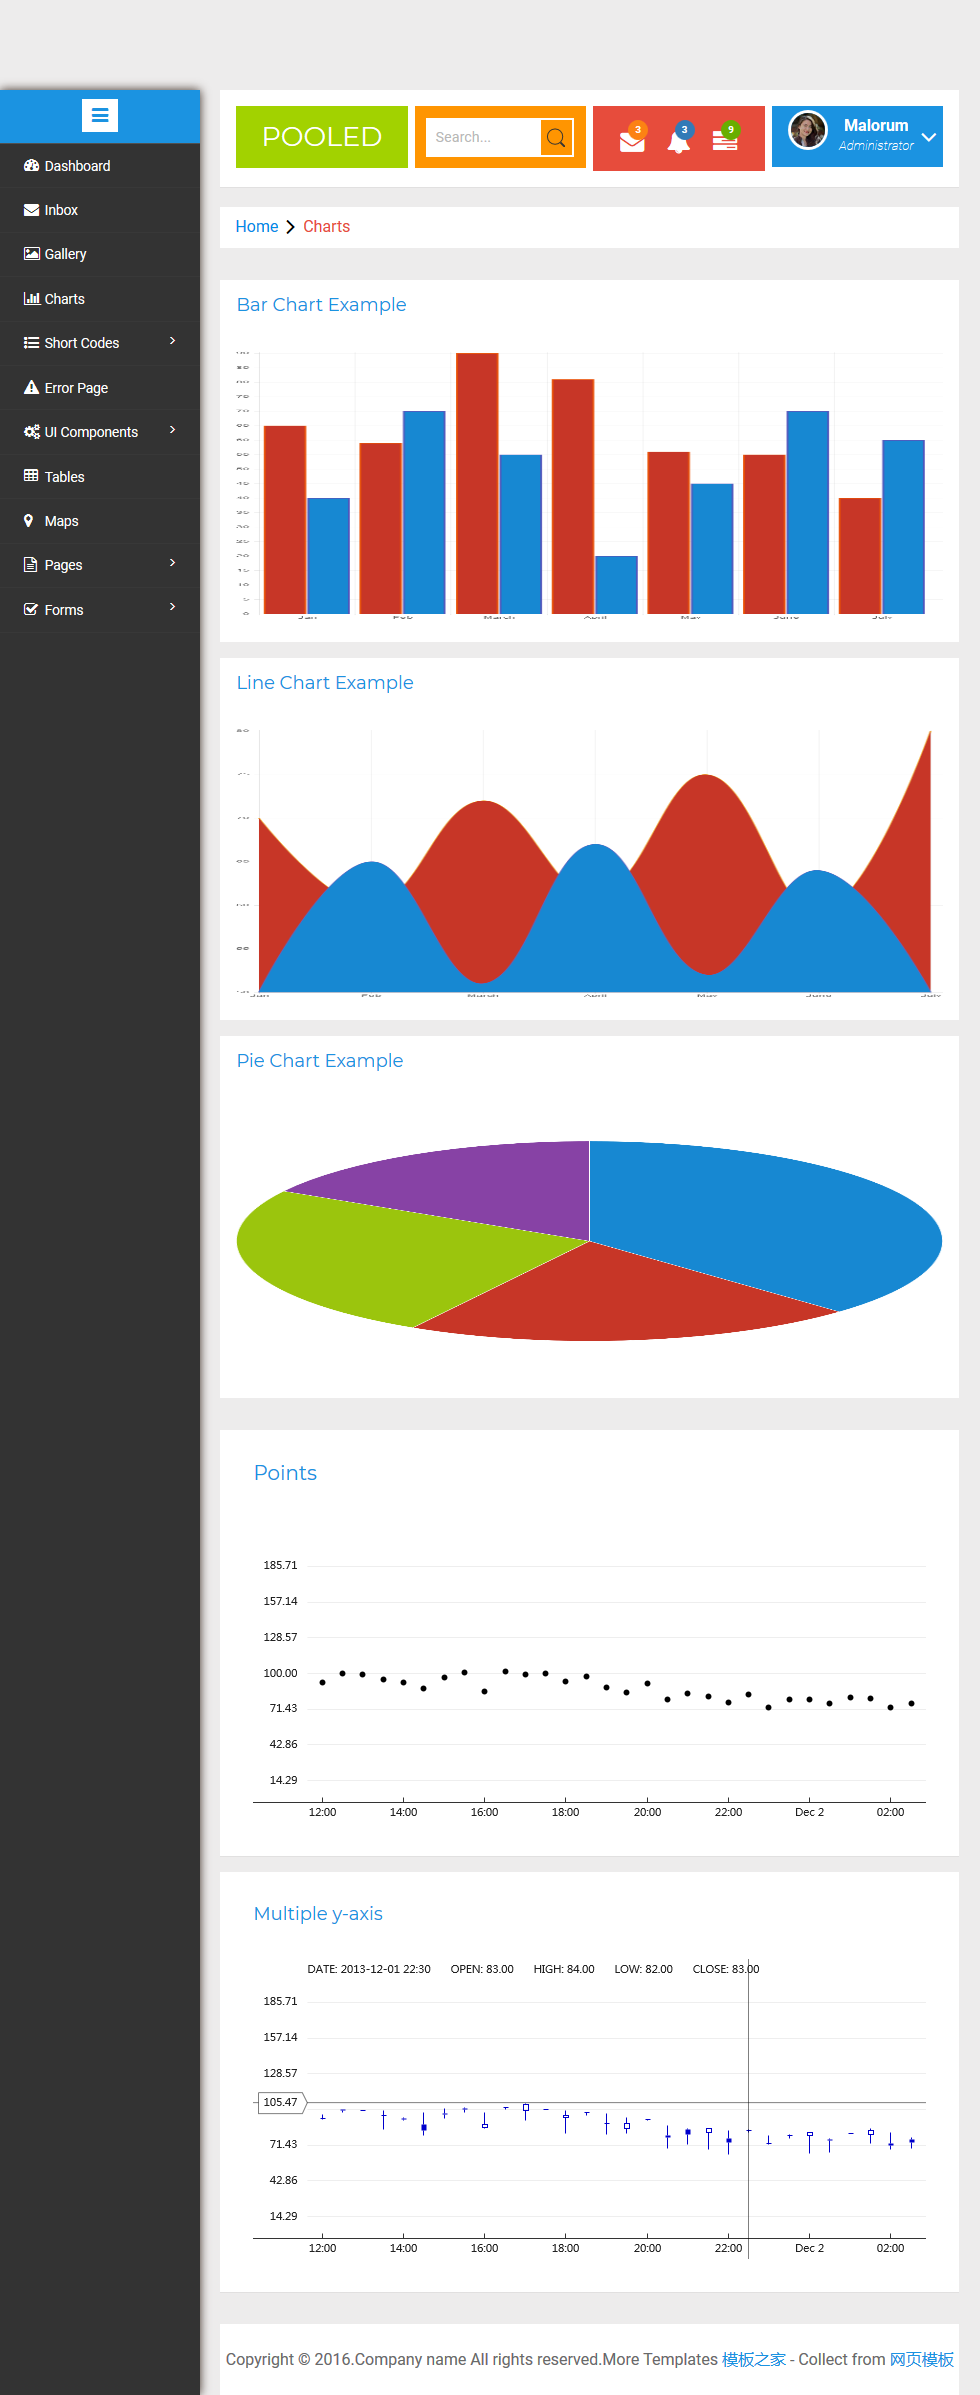 POOLED
Search...
3
3
9
Malorum
Administrator
Dashboard
Inbox
Gallery
Charts
Short Codes
Error Page
UI Components
Tables
Maps
Pages
Forms
Home Charts
Bar Chart Example
Line Chart Example
Pie Chart Example
Points
185.71
157.14
128.57
100.00
71.43
42.86
14.29
12:00 14:00 16:00 18:00 20:00 22:00 Dec 2 02:00
Multiple y-axis
DATE: 2013-12-01 22:30 OPEN: 83.00 HIGH: 84.00 LOW: 82.00 CLOSE: 83.00
185.71
157.14
128.57
105.47
71.43
42.86
14.29
12:00 14:00 16:00 18:00 20:00 22:00 Dec 2 02:00
Copyright © 2016.Company name All rights reserved.More Templates 模板之家 - Collect from 网页模板